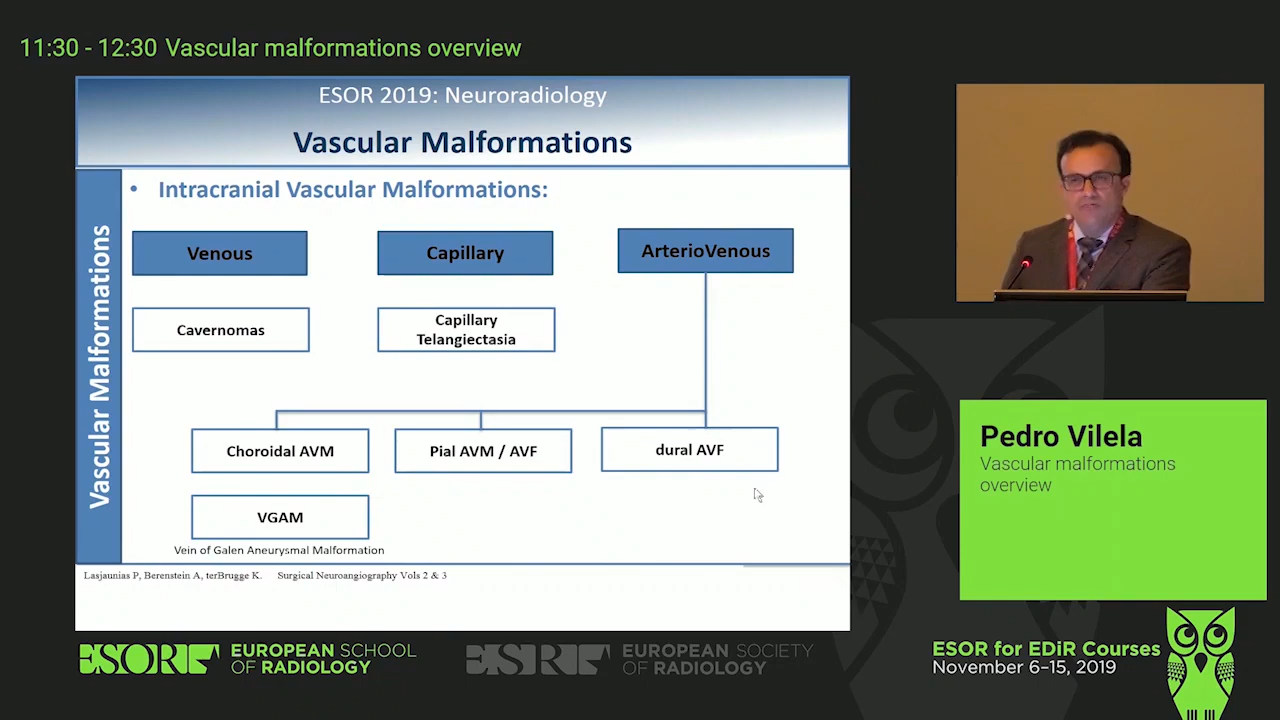 11:30 - 12:30 Vascular malformations overview
ESOR 2019: Neuroradiology
Vascular Malformations
Vascular Malformations
• Intracranial Vascular Malformations:
Venous
Capillary
ArterioVenous
Cavernomas
Capillary
Telangiectasia
Choroidal AVM
Pial AVM / AVF
dural AVF
VGAM
Vein of Galen Aneurysmal Malformation
Lasjaunias P, Berenstein A, terBrugge K. Surgical Neuroangiography Vols 2 & 3
Pedro Vilela
Vascular malformations
overview
ESOR
EUROPEAN SCHOOL
OF RADIOLOGY
ESR
EUROPEAN SOCIETY
OF RADIOLOGY
ESOR for EDiR Courses
November 6–15, 2019